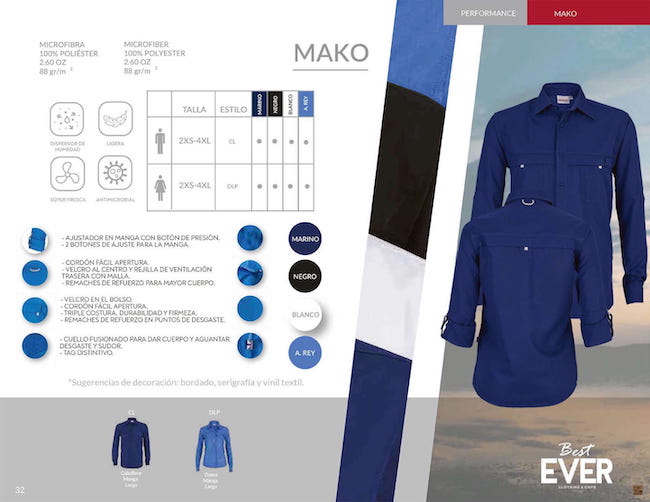 PERFORMANCE
MAKO
MICROFIBRA
100% POLIÉSTER
2.60 OZ
88 gr/m ²
MICROFIBER
100% POLYESTER
2.60 OZ
88 gr/m ²
MAKO
DISPERSOR DE
HUMEDAD
LIGERA
SÚPER FRESCA
ANTIMICROBIAL
TALLA ESTILO MARINO NEGRO BLANCO A. REY
2XS-4XL CL
2XS-4XL DLP
- AJUSTADOR EN MANGA CON BOTÓN DE PRESIÓN.
- 2 BOTONES DE AJUSTE PARA LA MANGA.
- CORDÓN FÁCIL APERTURA.
- VELCRO AL CENTRO Y REJILLA DE VENTILACIÓN
TRASERA CON MALLA.
- REMACHES DE REFUERZO PARA MAYOR CUERPO.
- VELCRO EN EL BOLSO.
- CORDÓN FÁCIL APERTURA.
- TRIPLE COSTURA, DURABILIDAD Y FIRMEZA.
- REMACHES DE REFUERZO EN PUNTOS DE DESGASTE.
- CUELLO FUSIONADO PARA DAR CUERPO Y AGUANTAR
DESGASTE Y SUDOR.
- TAG DISTINTIVO.
MARINO
NEGRO
BLANCO
A. REY
*Sugerencias de decoración: bordado, serigrafía y vinil textil.
CL
Caballero
Manga
Larga
DLP
Dama
Manga
Larga
Best
EVER
32